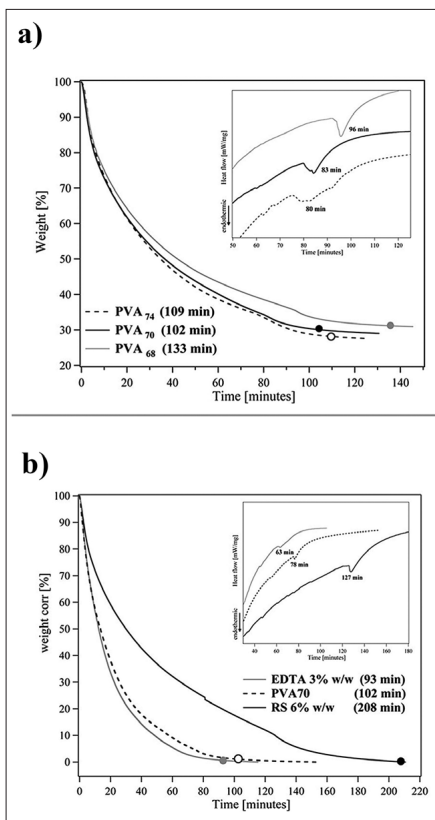 a)
100
90
80
70
60
50
40
30
20
0 20 40 60 80 100 120 140
Weight [%]
Time [minutes]
PVA 74 (109 min)
PVA 70 (102 min)
PVA 68 (133 min)
Heat flow [mW/mg]
endothermic
96 min
83 min
80 min
50 60 70 80 90 100 110 120
Time [minutes]
b)
100
90
80
70
60
50
40
30
20
10
0
0 20 40 60 80 100 120 140 160 180 200 220
weight corr [%]
Time [minutes]
Heat flow [mW/mg]
endothermic
63 min
78 min
127 min
40 60 80 100 120 140 160 180
Time [minutes]
EDTA 3% w/w (93 min)
PVA70 (102 min)
RS 6% w/w (208 min)